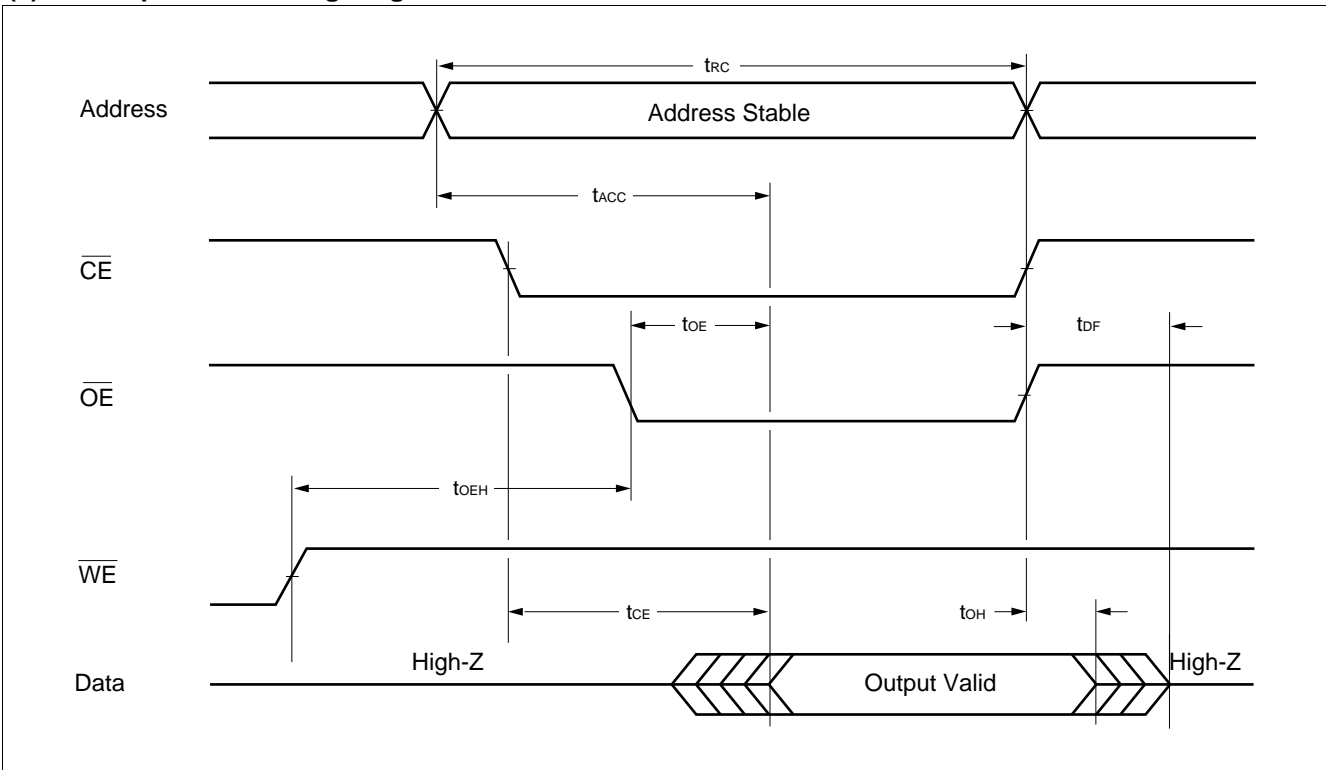 tRC
Address
Address Stable
tACC
CE
tOE
tDF
OE
tOEH
WE
tCE
tOH
High-Z
High-Z
Data
Output Valid